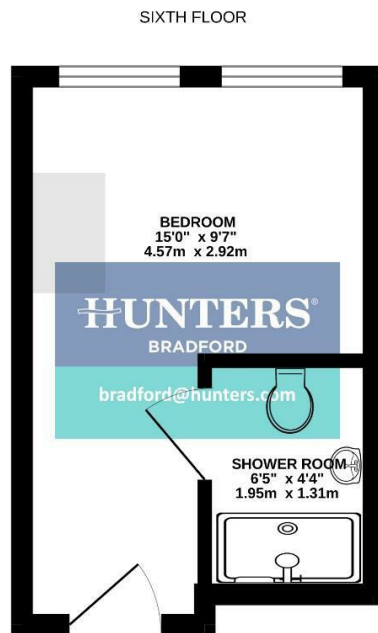 SIXTH FLOOR
BEDROOM
15'0" x 9'7"
4.57m x 2.92m
HUNTERS®
BRADFORD
bradford@hunters.com
SHOWER ROOM
6'5" x 4'4"
1.95m x 1.31m